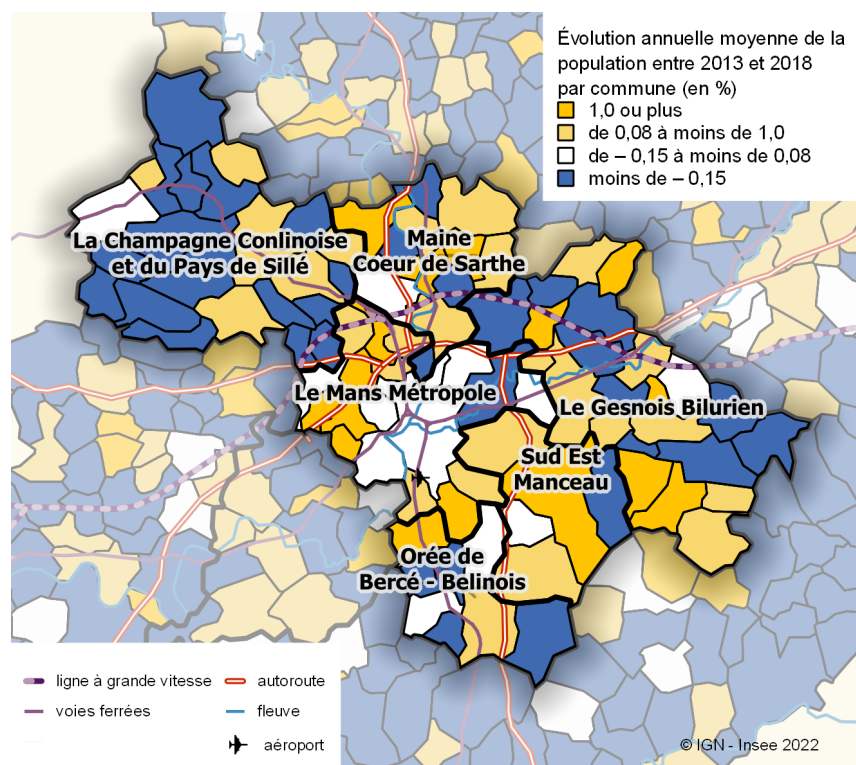 Évolution annuelle moyenne de la
population entre 2013 et 2018
par commune (en %)
1,0 ou plus
de 0,08 à moins de 1,0
de – 0,15 à moins de 0,08
moins de – 0,15
La Champagne Conlinoise
et du Pays de Sillé
Maine
Coeur de Sarthe
Le Mans Métropole
Le Gesnois Bilurien
Sud Est
Manceau
Orée de
Bercé - Belinois
ligne à grande vitesse
autoroute
voies ferrées
fleuve
aéroport
© IGN - Insee 2022